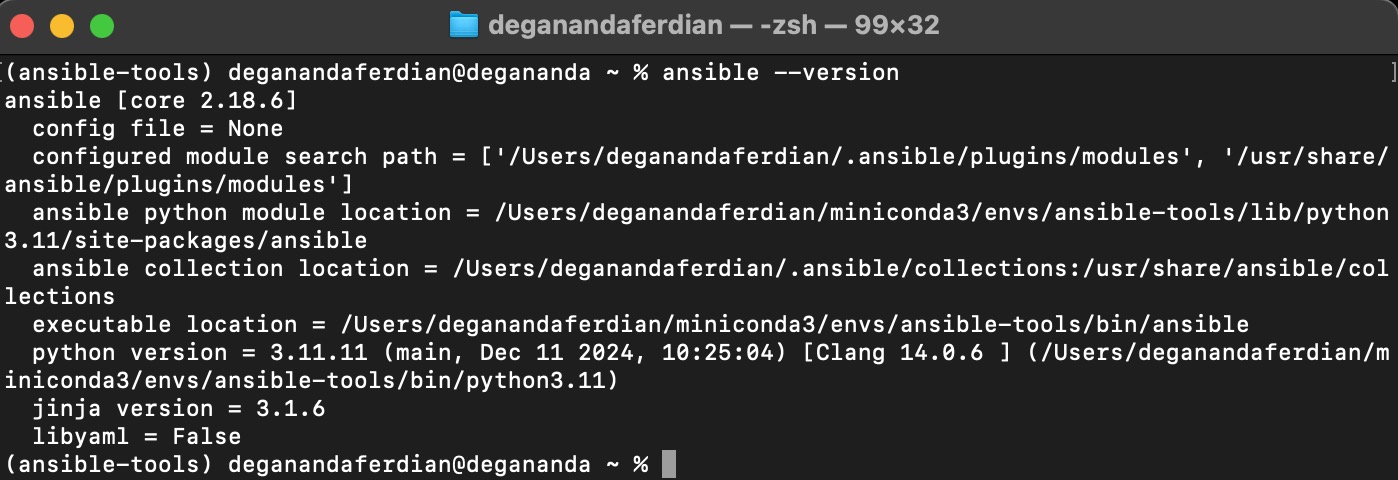 deganandaferdian — -zsh — 99×32
[(ansible-tools) deganandaferdian@degananda ~ % ansible --version ]
ansible [core 2.18.6]
  config file = None
  configured module search path = ['/Users/deganandaferdian/.ansible/plugins/modules', '/usr/share/
ansible/plugins/modules']
  ansible python module location = /Users/deganandaferdian/miniconda3/envs/ansible-tools/lib/python
3.11/site-packages/ansible
  ansible collection location = /Users/deganandaferdian/.ansible/collections:/usr/share/ansible/col
lections
  executable location = /Users/deganandaferdian/miniconda3/envs/ansible-tools/bin/ansible
  python version = 3.11.11 (main, Dec 11 2024, 10:25:04) [Clang 14.0.6 ] (/Users/deganandaferdian/m
iniconda3/envs/ansible-tools/bin/python3.11)
  jinja version = 3.1.6
  libyaml = False
(ansible-tools) deganandaferdian@degananda ~ %